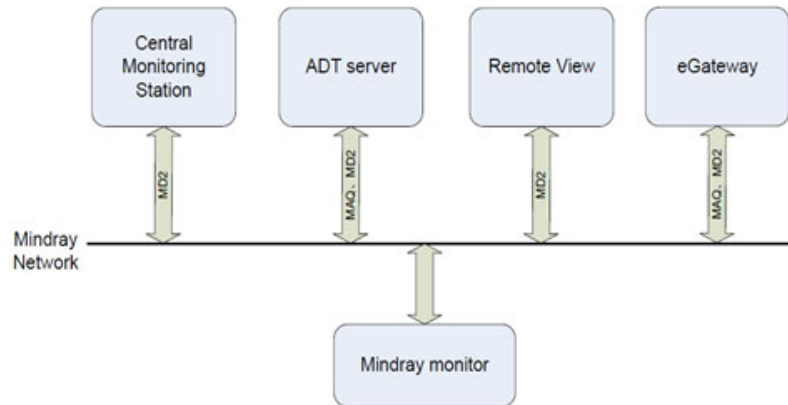 Central
Monitoring
Station
ADT server
Remote View
eGateway
MD2
MAQ、MD2
MD2
MAQ、MD2
Mindray
Network
Mindray monitor